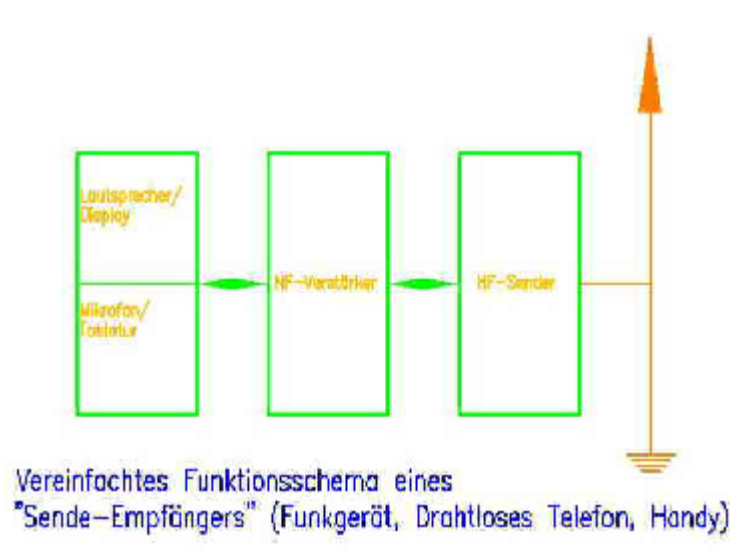 Lautsprecher/
Display
Mikrofon/
Tastatur
NF-Verstärker
HF-Sender
Vereinfachtes Funktionsschema eines
"Sende-Empfängers" (Funkgerät, Drahtloses Telefon, Handy)